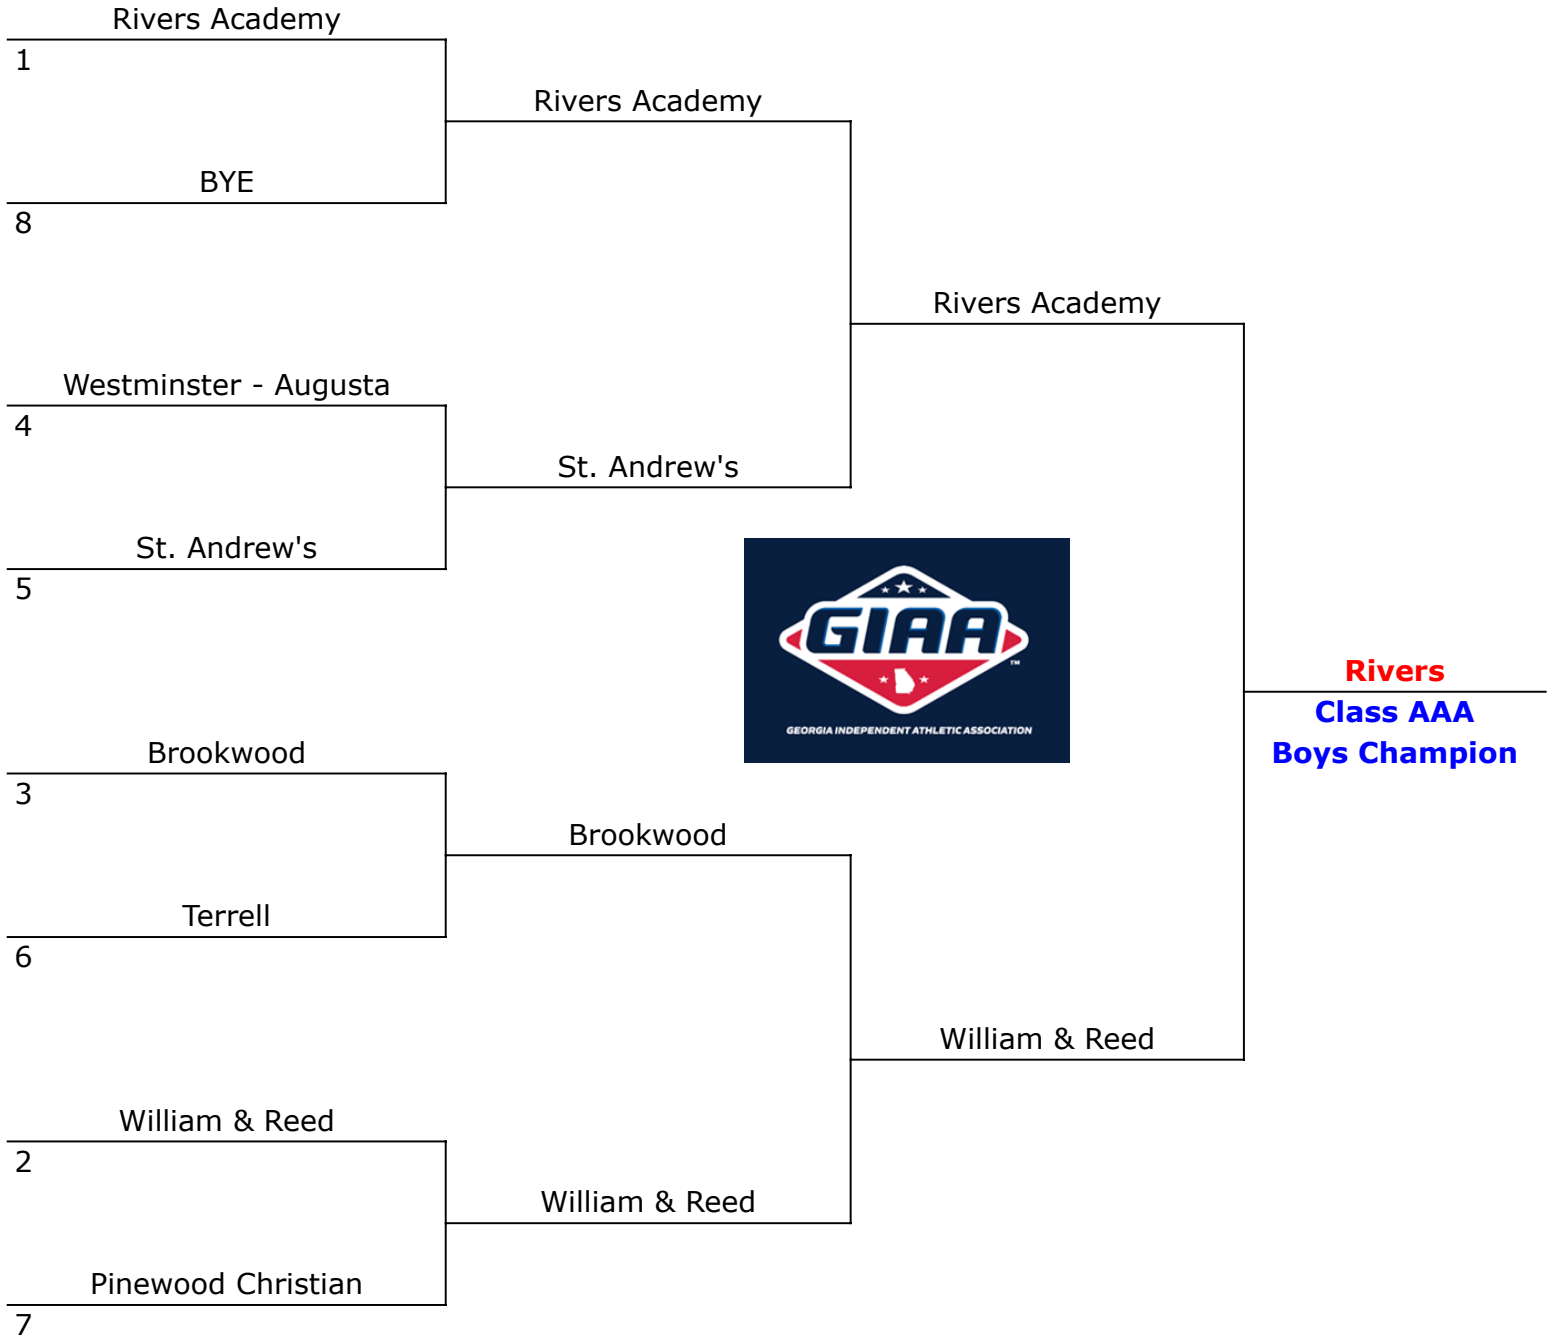 Rivers Academy
1
Rivers Academy
BYE
8
Rivers Academy
Westminster - Augusta
4
St. Andrew's
St. Andrew's
5
GIAA
TM
GEORGIA INDEPENDENT ATHLETIC ASSOCIATION
Rivers
Class AAA
Boys Champion
Brookwood
3
Brookwood
Terrell
6
William & Reed
William & Reed
2
William & Reed
Pinewood Christian
7